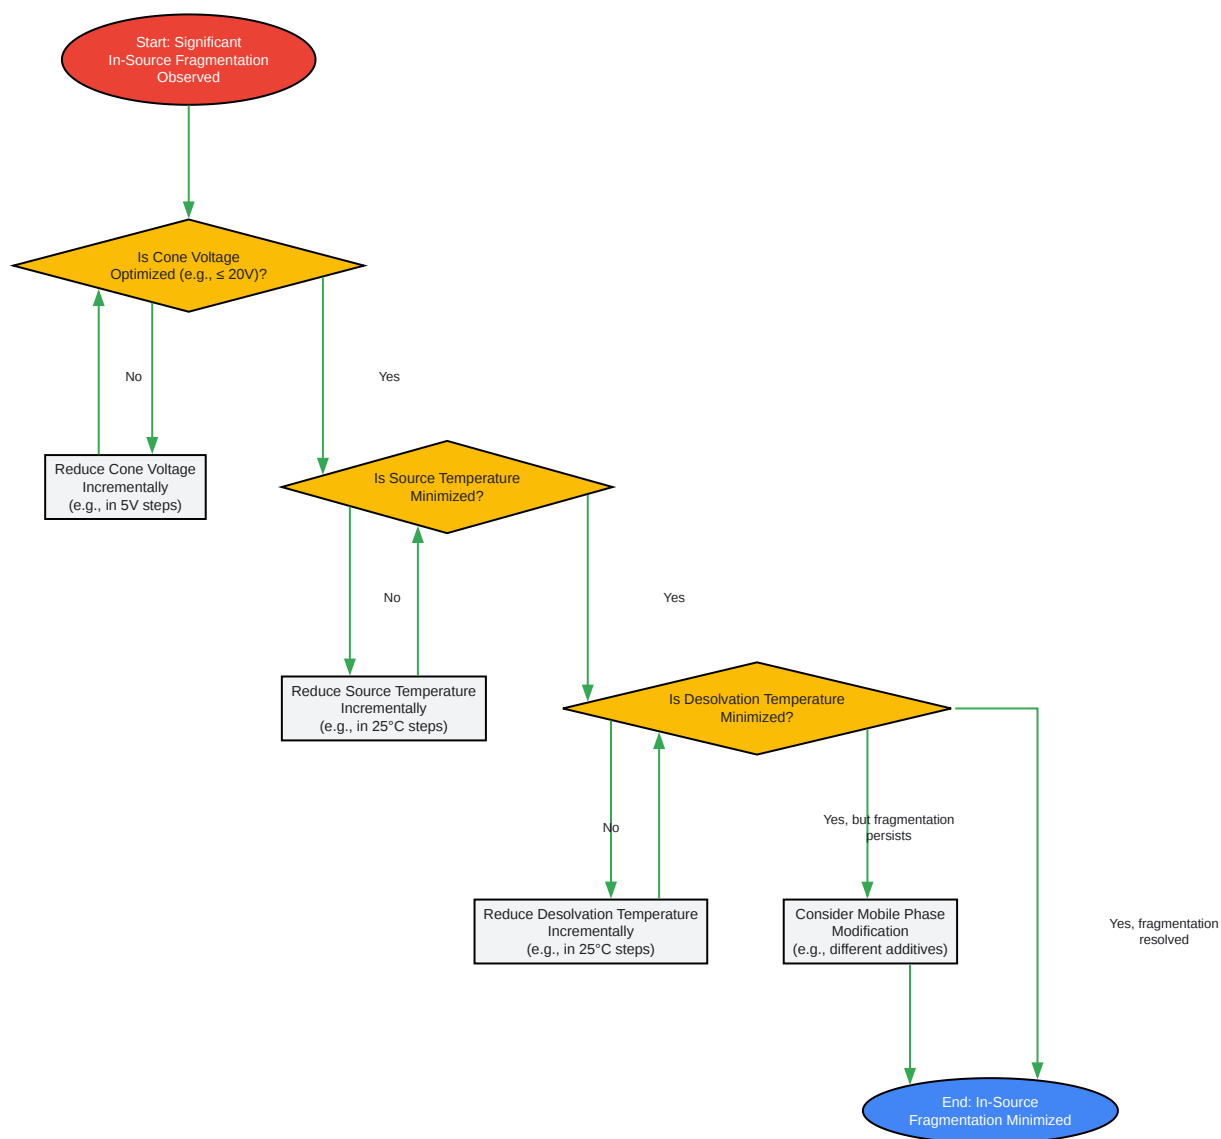 Start: Significant
In-Source Fragmentation
Observed
Is Cone Voltage
Optimized (e.g., ≤ 20V)?
No
Yes
Reduce Cone Voltage
Incrementally
(e.g., in 5V steps)
Is Source Temperature
Minimized?
No
Yes
Reduce Source Temperature
Incrementally
(e.g., in 25°C steps)
Is Desolvation Temperature
Minimized?
No
Yes, but fragmentation
persists
Reduce Desolvation Temperature
Incrementally
(e.g., in 25°C steps)
Consider Mobile Phase
Modification
(e.g., different additives)
Yes, fragmentation
resolved
End: In-Source
Fragmentation Minimized